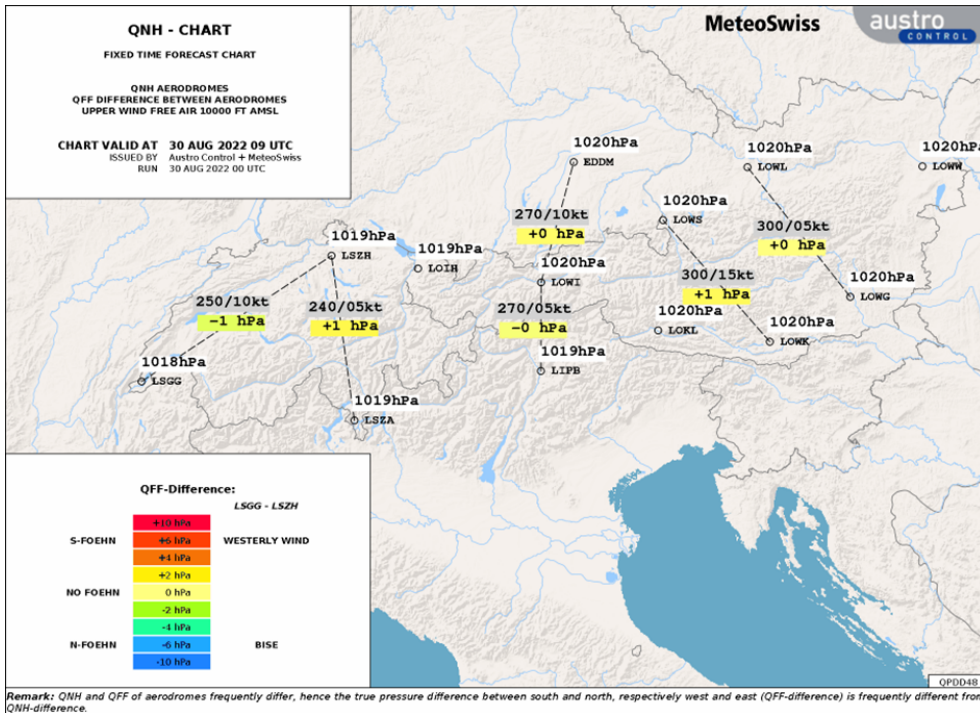 QNH - CHART
FIXED TIME FORECAST CHART
QNH AERODROMES
QFF DIFFERENCE BETWEEN AERODROMES
UPPER WIND FREE AIR 10000 FT AMSL
CHART VALID AT 30 AUG 2022 09 UTC
ISSUED BY Austro Control + MeteoSwiss
RUN 30 AUG 2022 00 UTC
MeteoSwiss
austro
CONTROL
1020hPa
EDDM
1020hPa
LOWL
1020hPa
LOWW
270/10kt
+0 hPa
1020hPa
LOWS
300/05kt
+0 hPa
1019hPa
LSZH
1019hPa
LOIH
1020hPa
LOWI
300/15kt
+1 hPa
1020hPa
LOWG
250/10kt
-1 hPa
240/05kt
+1 hPa
270/05kt
-0 hPa
1020hPa
LOKL
1020hPa
LOWK
1018hPa
LSGG
1019hPa
LIPB
1019hPa
LSZA
QFF-Difference:
LSGG - LSZH
+10 hPa
S-FOEHN +6 hPa WESTERLY WIND
+4 hPa
+2 hPa
NO FOEHN 0 hPa
-2 hPa
-4 hPa
N-FOEHN -6 hPa BISE
-10 hPa
QPDD48
Remark: QNH and QFF of aerodromes frequently differ, hence the true pressure difference between south and north, respectively west and east (QFF-difference) is frequently different from
QNH-difference.